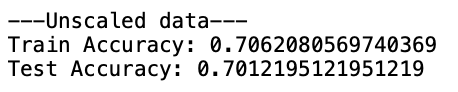 ---Unscaled data---
Train Accuracy: 0.7062080569740369
Test Accuracy: 0.7012195121951219